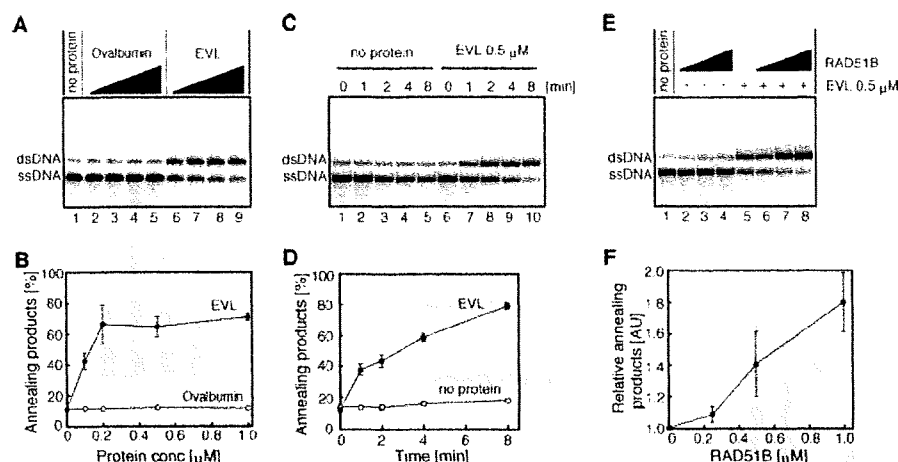 A
no protein
Ovalbumin
EVL
dsDNA
ssDNA
1 2 3 4 5 6 7 8 9
C
no protein
EVL 0.5 µM
0 1 2 4 8 0 1 2 4 8 [min]
dsDNA
ssDNA
1 2 3 4 5 6 7 8 9 10
E
no protein
RAD51B
- - - + + + + EVL 0.5 µM
dsDNA
ssDNA
1 2 3 4 5 6 7 8
B
Annealing products [%]
100
80
60
40
20
0
EVL
Ovalbumin
0 0.2 0.4 0.6 0.8 1.0
Protein conc [µM]
D
Annealing products [%]
100
80
60
40
20
0
EVL
no protein
0 2 4 6 8
Time [min]
F
Relative annealing
products [AU]
2.0
1.8
1.6
1.4
1.2
1.0
0 0.2 0.4 0.6 0.8 1.0
RAD51B [µM]